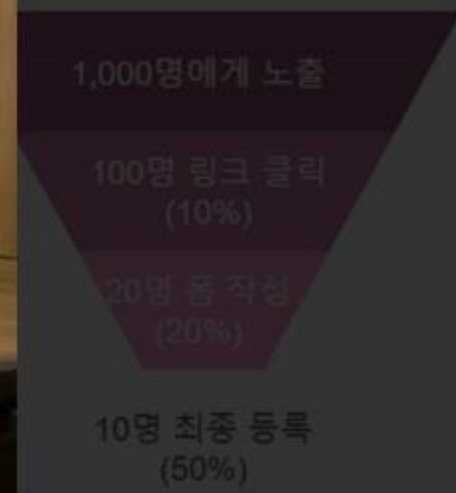 1,000명에게 노출
100명 링크 클릭
(10%)
20명 폼 작성
(20%)
10명 최종 등록
(50%)